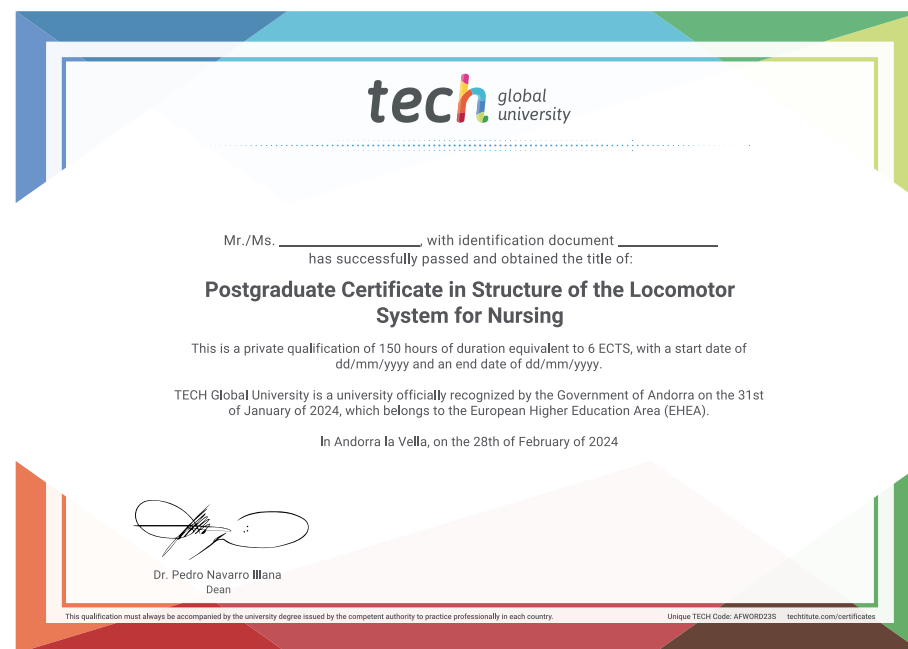 tech global
university
Mr./Ms. ____________, with identification document ____________
has successfully passed and obtained the title of:
Postgraduate Certificate in Structure of the Locomotor
System for Nursing
This is a private qualification of 150 hours of duration equivalent to 6 ECTS, with a start date of
dd/mm/yyyy and an end date of dd/mm/yyyy.
TECH Global University is a university officially recognized by the Government of Andorra on the 31st
of January of 2024, which belongs to the European Higher Education Area (EHEA).
In Andorra la Vella, on the 28th of February of 2024
Dr. Pedro Navarro Illana
Dean
This qualification must always be accompanied by the university degree issued by the competent authority to practice professionally in each country.
Unique TECH Code: AFWORD23S techtitute.com/certificates